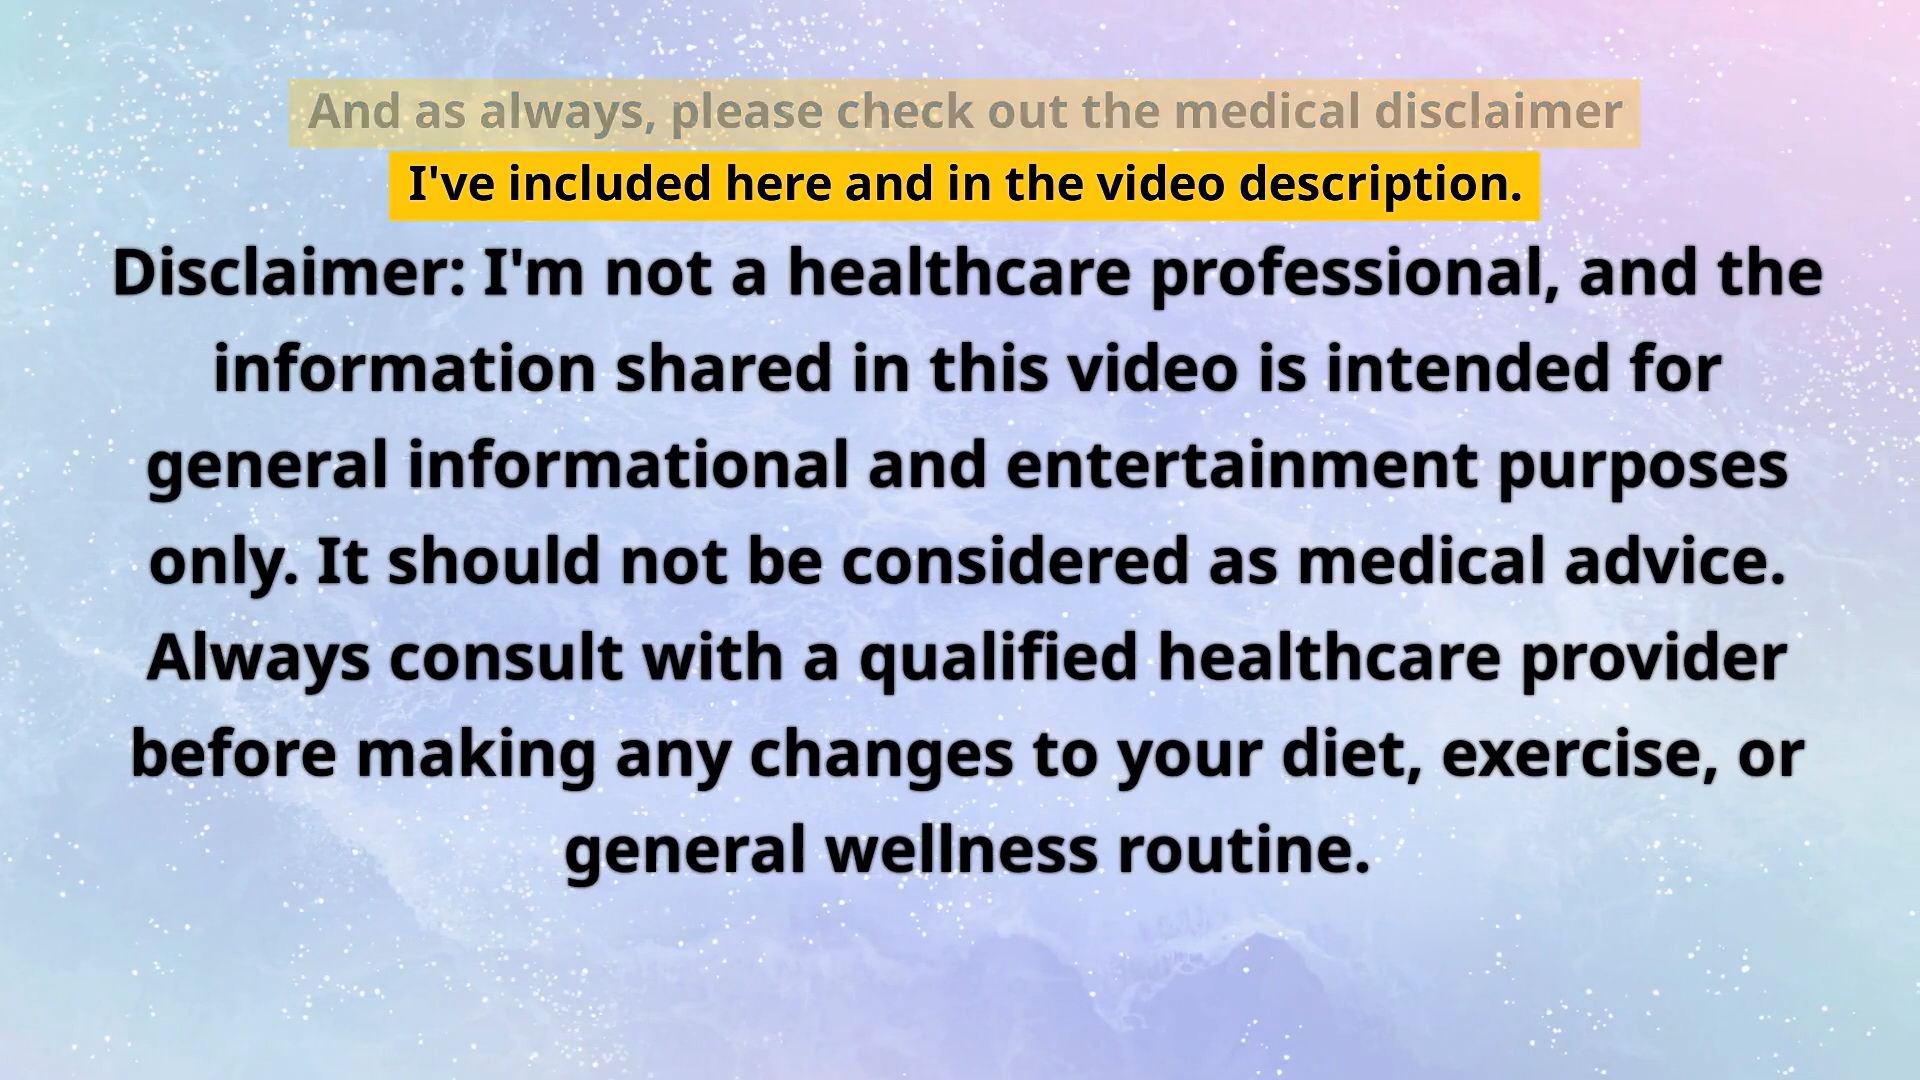 And as always, please check out the medical disclaimer
I've included here and in the video description.
Disclaimer: I'm not a healthcare professional, and the
information shared in this video is intended for
general informational and entertainment purposes
only. It should not be considered as medical advice.
Always consult with a qualified healthcare provider
before making any changes to your diet, exercise, or
general wellness routine.